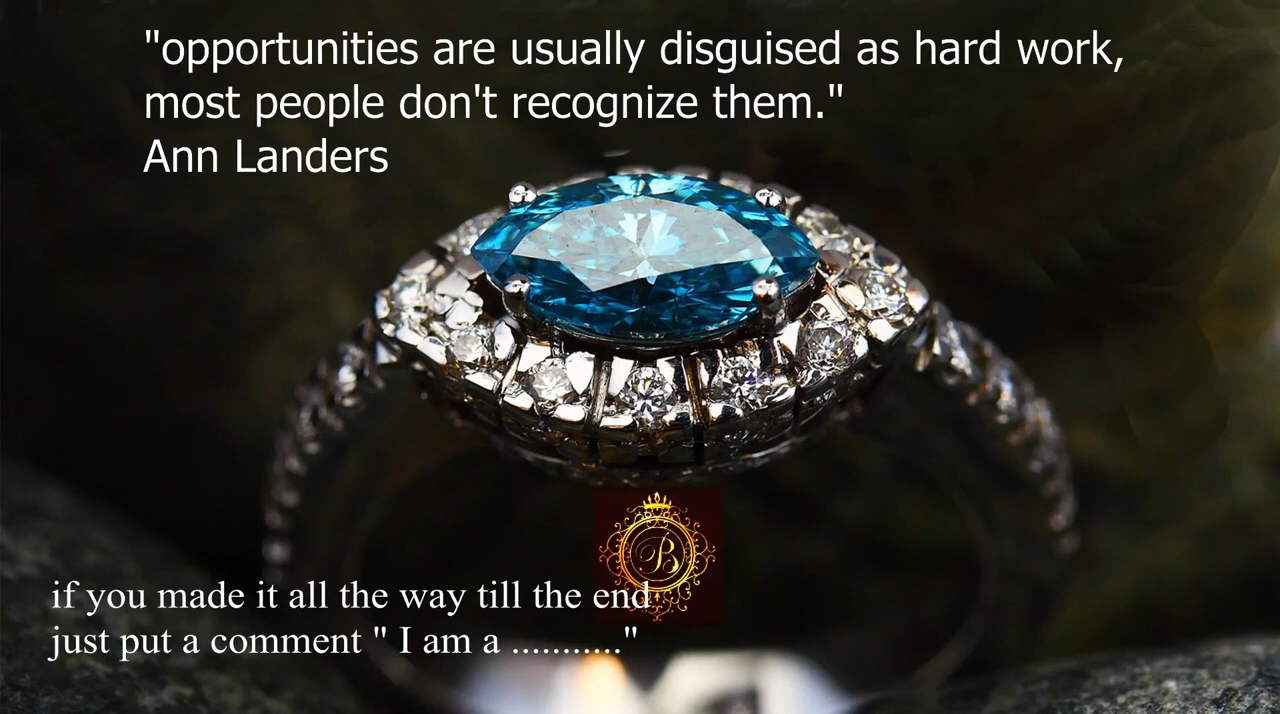 "opportunities are usually disguised as hard work,
most people don't recognize them."
Ann Landers
B
if you made it all the way till the end
just put a comment " I am a ..........."